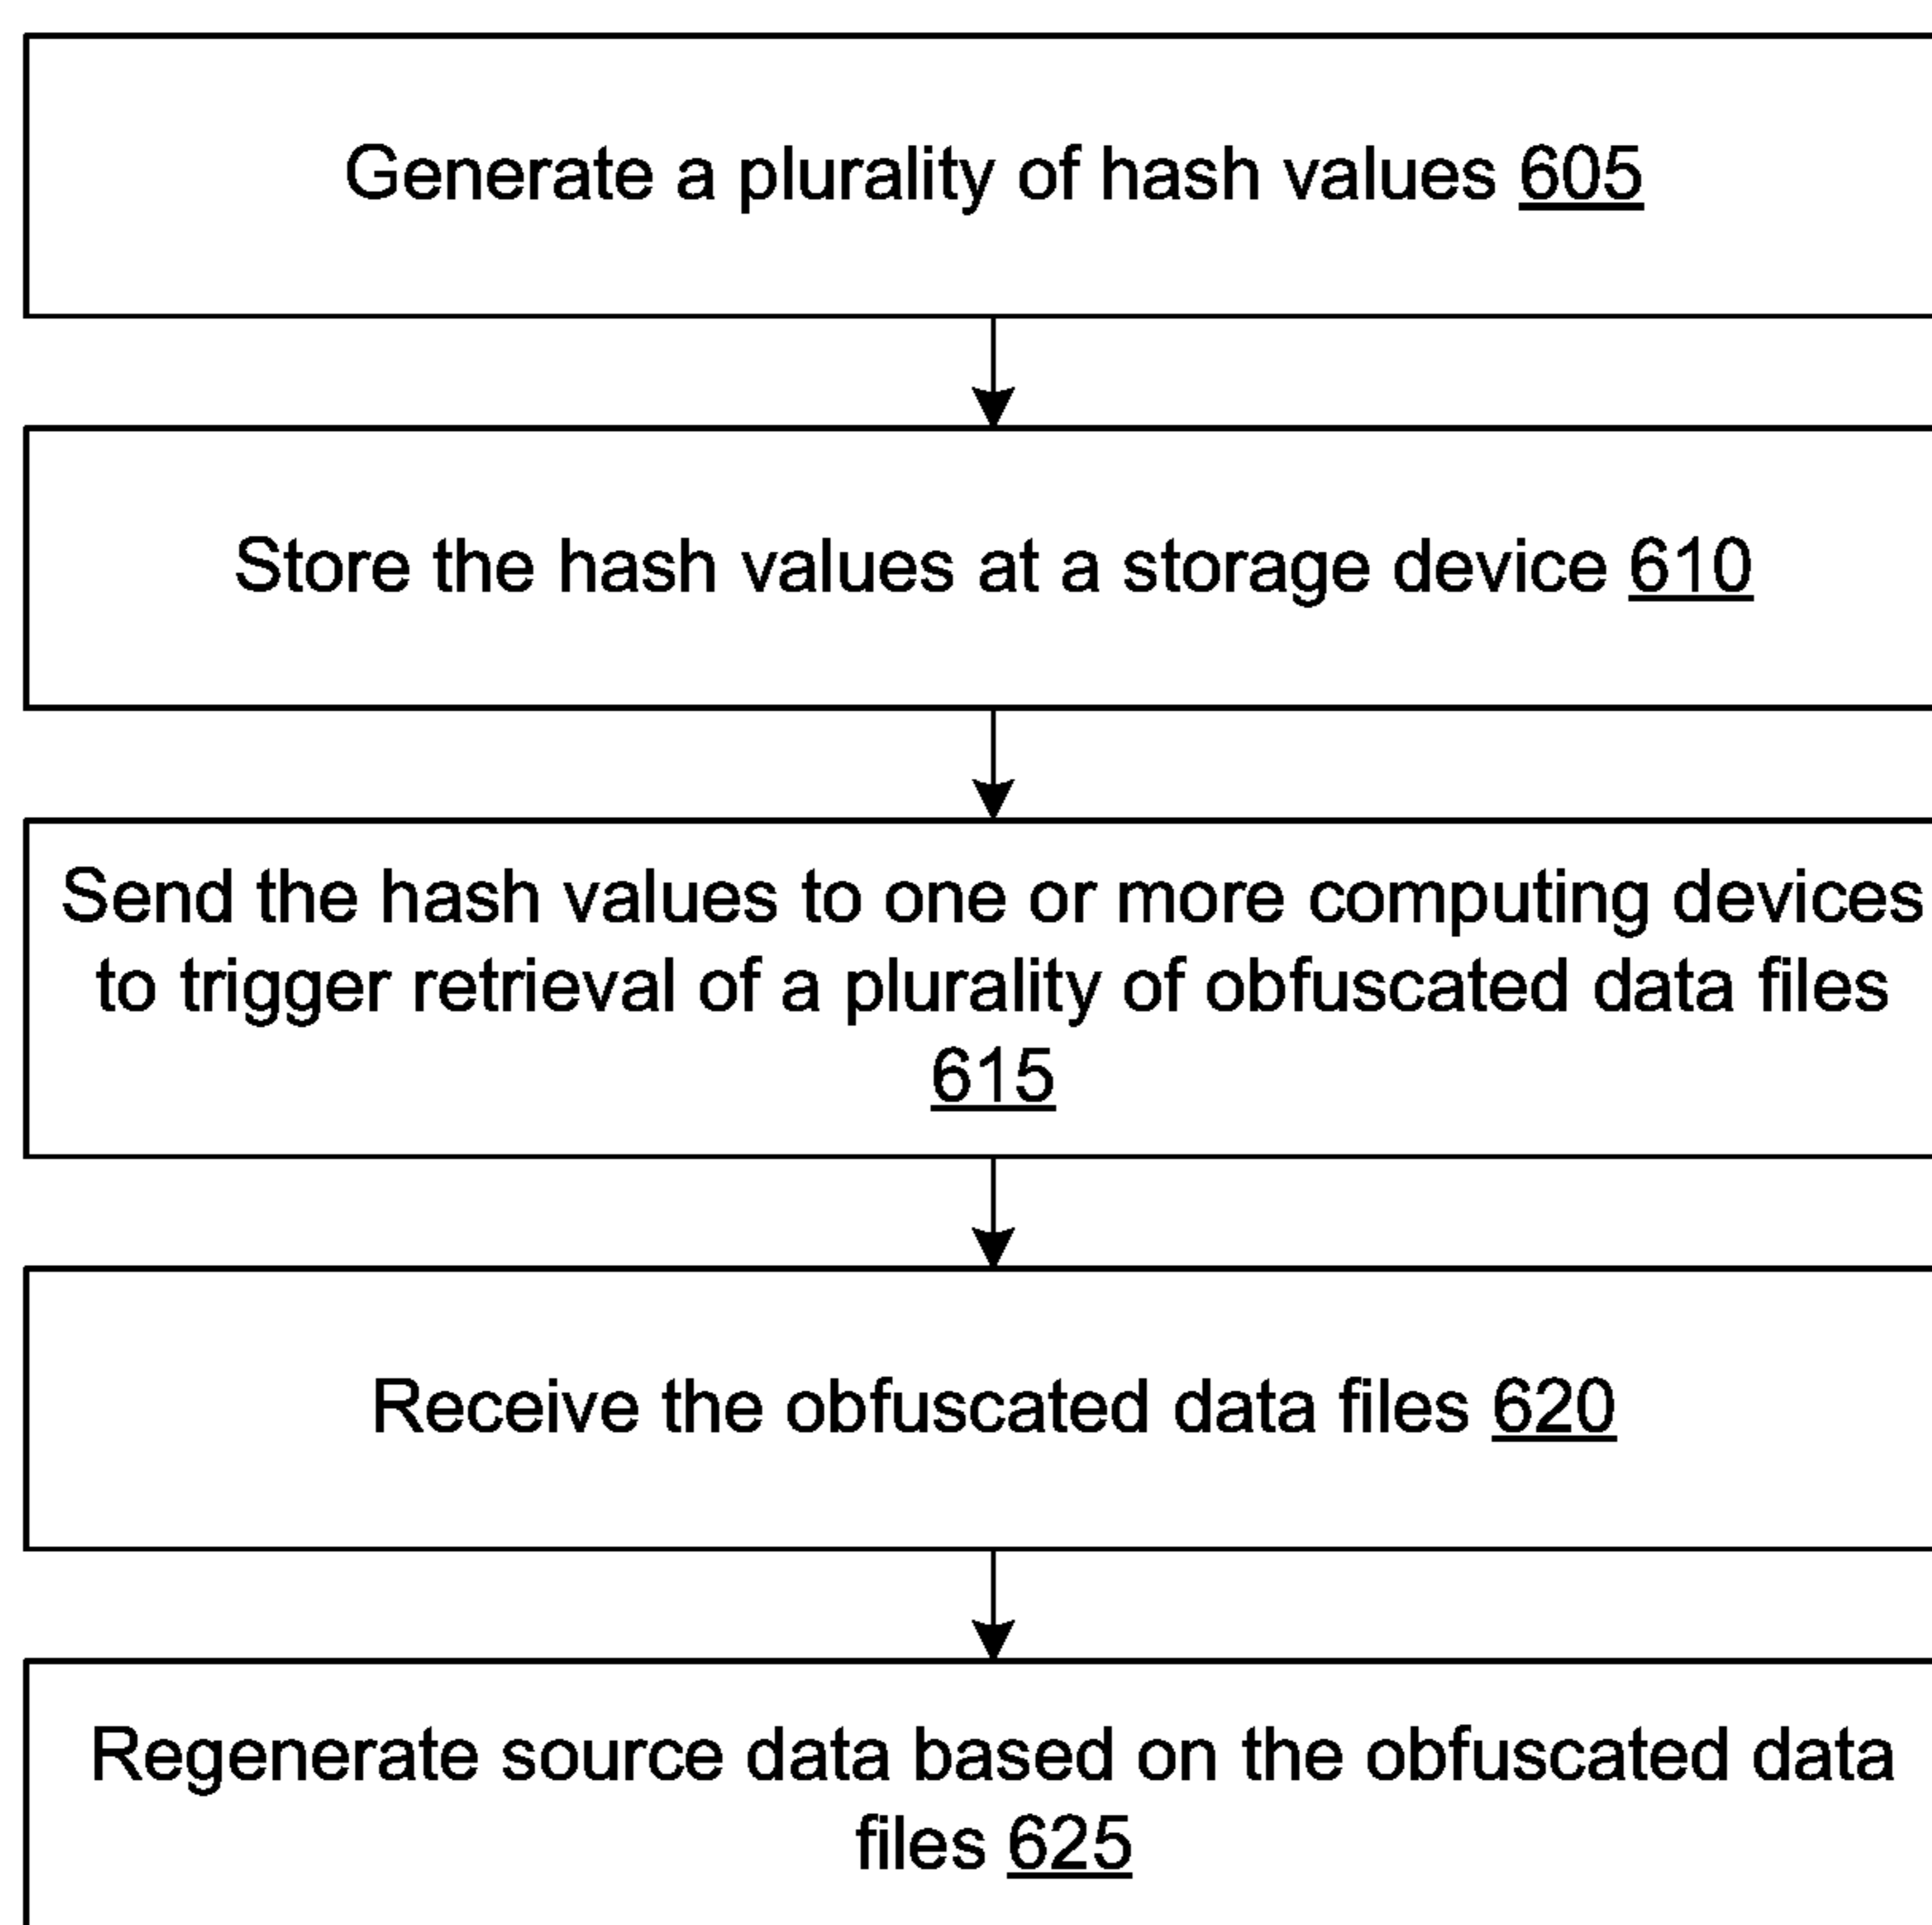 Generate a plurality of hash values 605
Store the hash values at a storage device 610
Send the hash values to one or more computing devices
to trigger retrieval of a plurality of obfuscated data files
615
Receive the obfuscated data files 620
Regenerate source data based on the obfuscated data
files 625